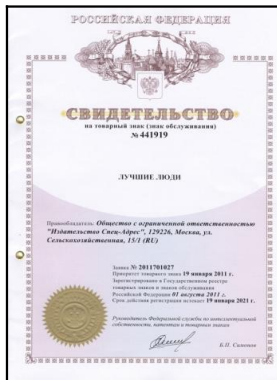 РОССИЙСКАЯ ФЕДЕРАЦИЯ
СВИДЕТЕЛЬСТВО
на товарный знак (знак обслуживания)
№ 441919
ЛУЧШИЕ ЛЮДИ
Правообладатель: Общество с ограниченной ответственностью
"Издательство Спец-Адрес", 129226, Москва, ул.
Сельскохозяйственная, 15/1 (RU)
Заявка № 2011701027
Приоритет товарного знака 19 января 2011 г.
Зарегистрировано в Государственном реестре
товарных знаков и знаков обслуживания
Российской Федерации 01 августа 2011 г.
Срок действия регистрации истекает 19 января 2021 г.
Руководитель Федеральной службы по интеллектуальной
собственности, патентам и товарным знакам
Б.П. Симонов